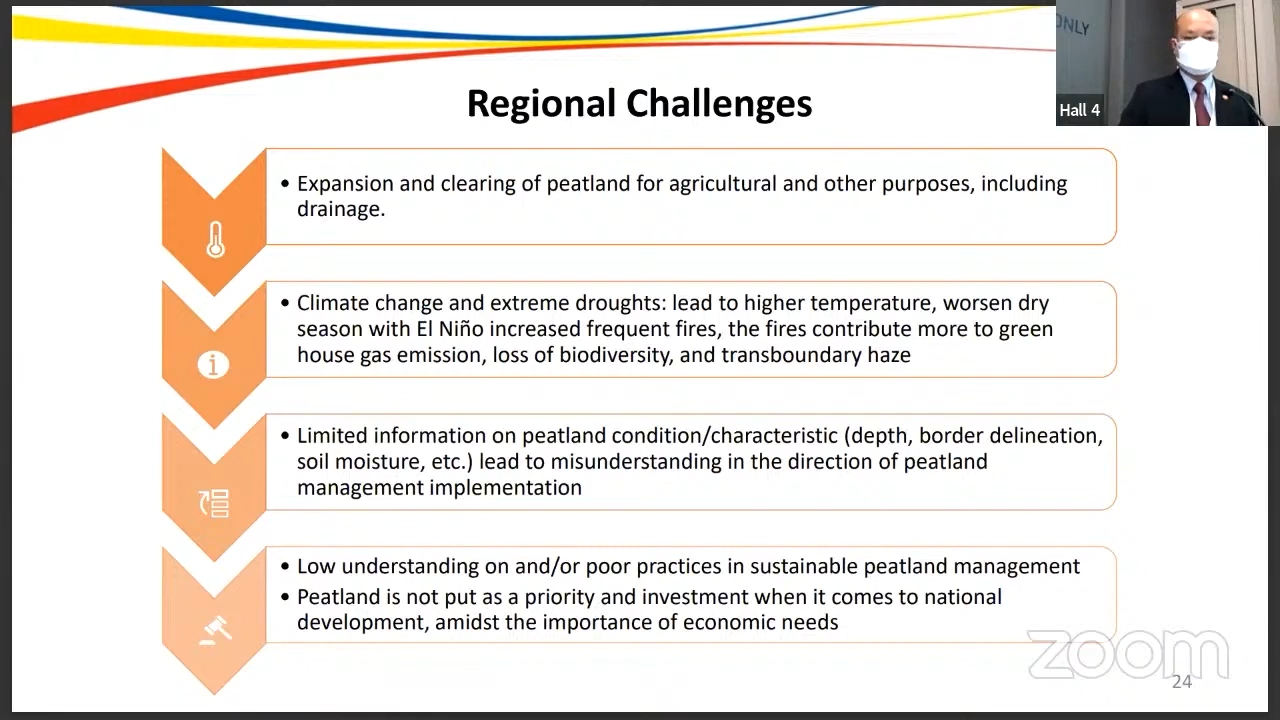 ONLY
Hall 4
Regional Challenges
• Expansion and clearing of peatland for agricultural and other purposes, including
drainage.
• Climate change and extreme droughts: lead to higher temperature, worsen dry
season with El Niño increased frequent fires, the fires contribute more to green
house gas emission, loss of biodiversity, and transboundary haze
• Limited information on peatland condition/characteristic (depth, border delineation,
soil moisture, etc.) lead to misunderstanding in the direction of peatland
management implementation
• Low understanding on and/or poor practices in sustainable peatland management
• Peatland is not put as a priority and investment when it comes to national
development, amidst the importance of economic needs
zoom
24